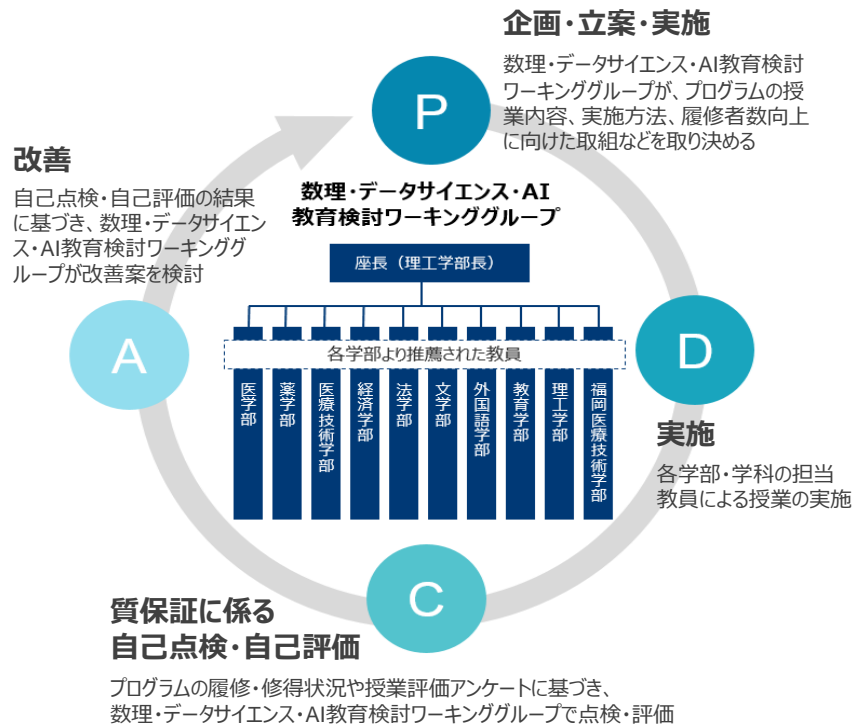 企画・立案・実施
P
数理・データサイエンス・AI教育検討
ワーキンググループが、プログラムの授
業内容、実施方法、履修者数向上
に向けた取組などを取り決める
改善
自己点検・自己評価の結果
に基づき、数理・データサイエン
ス・AI教育検討ワーキンググ
ループが改善案を検討
数理・データサイエンス・AI
教育検討ワーキンググループ
座長（理工学部長）
A
D
各学部より推薦された教員
医学部
薬学部
医療技術学部
経済学部
法学部
文学部
外国語学部
教育学部
理工学部
福岡医療技術学部
実施
各学部・学科の担当
教員による授業の実施
C
質保証に係る
自己点検・自己評価
プログラムの履修・修得状況や授業評価アンケートに基づき、
数理・データサイエンス・AI教育検討ワーキンググループで点検・評価